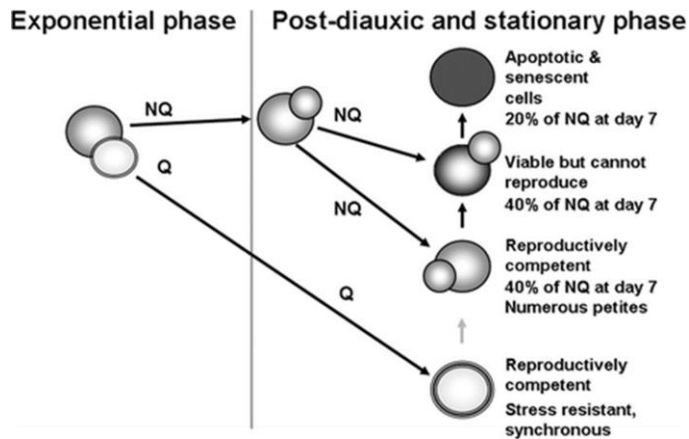 Exponential phase
Post-diauxic and stationary phase
NQ
Q
NQ
NQ
Q
Apoptotic &
senescent
cells
20% of NQ at day 7
Viable but cannot
reproduce
40% of NQ at day 7
Reproductively
competent
40% of NQ at day 7
Numerous petites
Reproductively
competent
Stress resistant,
synchronous